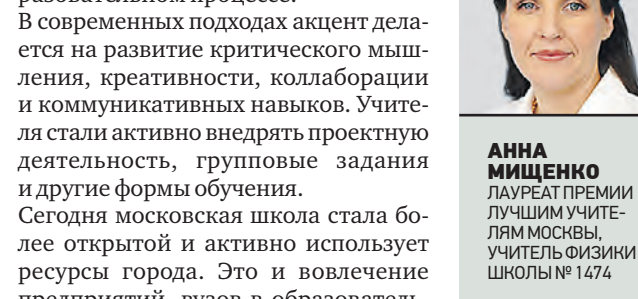 разовательном процессе.
В современных подходах акцент дела-
ется на развитие критического мыш-
ления, креативности, коллаборации
и коммуникативных навыков. Учите-
ля стали активно внедрять проектную
деятельность, групповые задания
и другие формы обучения.
Сегодня московская школа стала бо-
лее открытой и активно использует
ресурсы города. Это и вовлечение
предприятий, вузов в образователь-
АННА
МИЩЕНКО
ЛАУРЕАТ ПРЕМИИ
ЛУЧШИМ УЧИТЕ-
ЛЯМ МОСКВЫ,
УЧИТЕЛЬ ФИЗИКИ
ШКОЛЫ № 1474